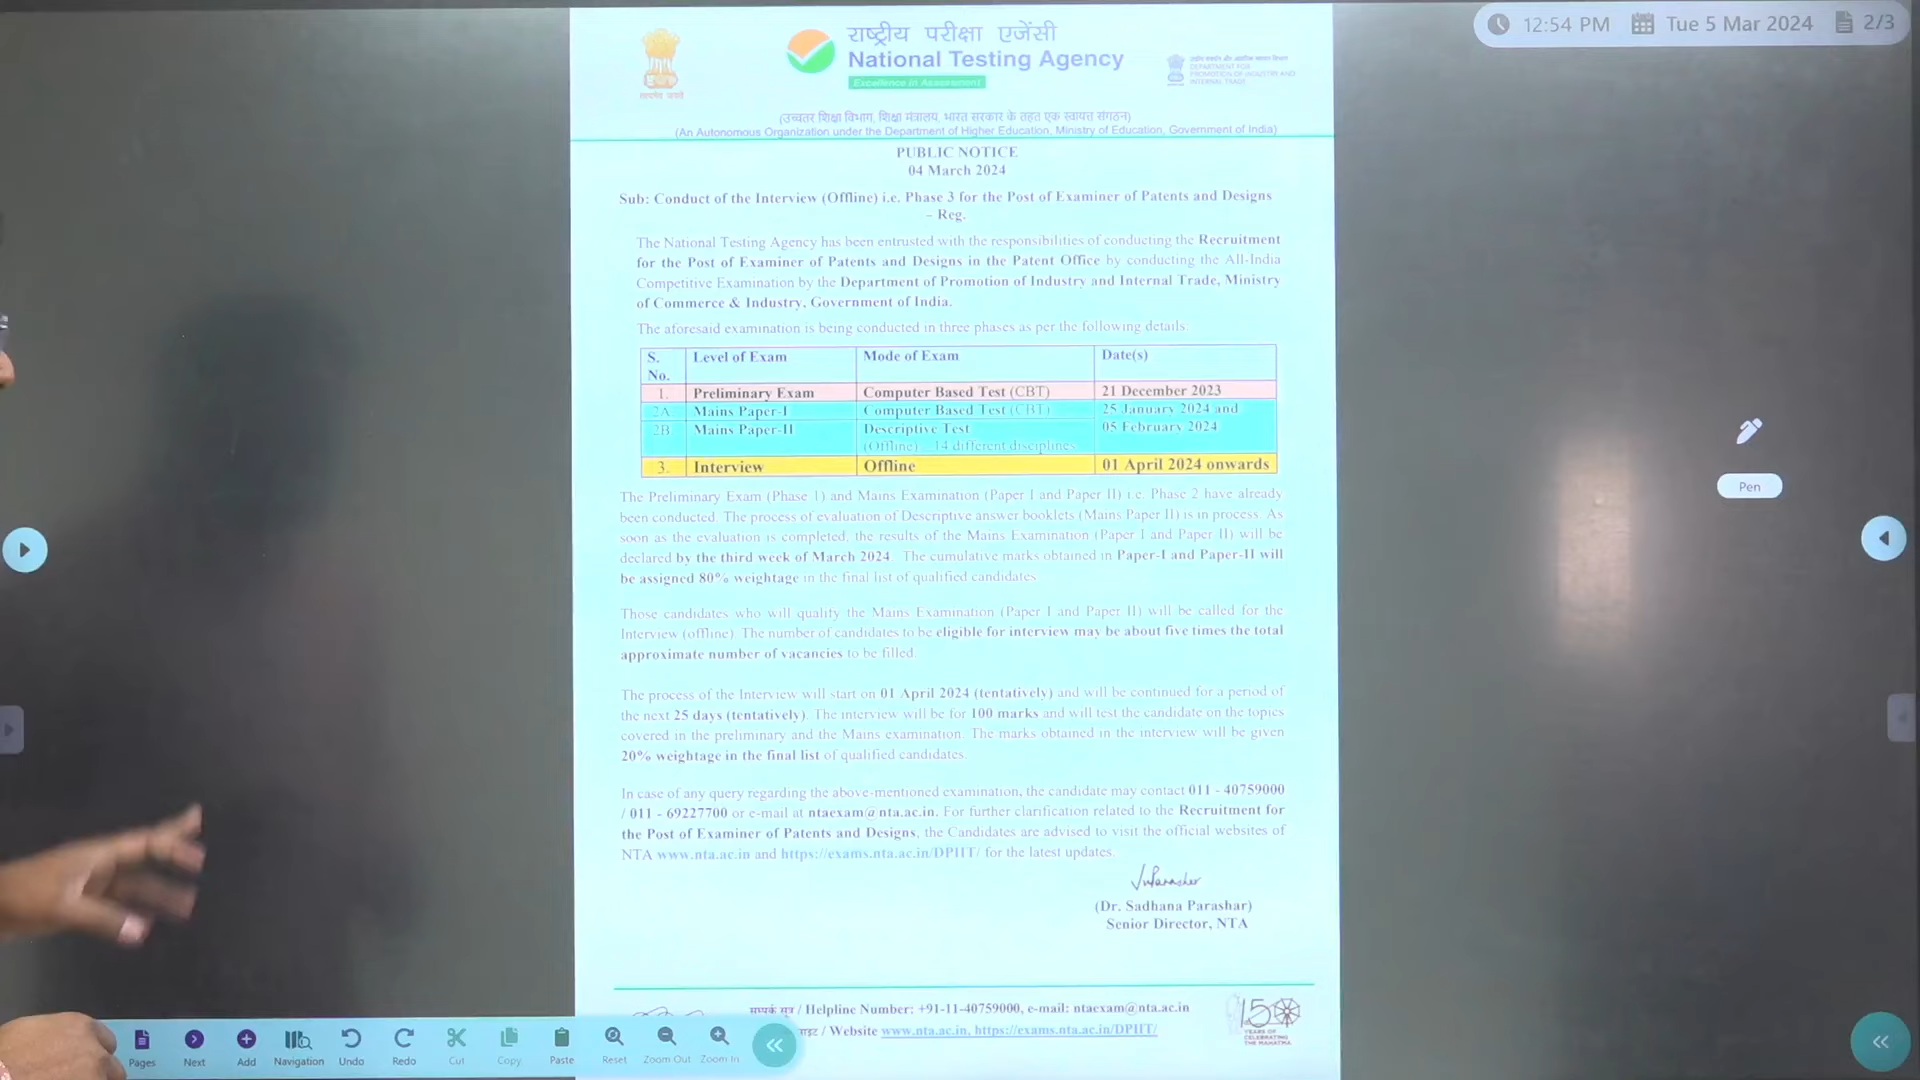 12:54 PM Tue 5 Mar 2024 2/3
राष्ट्रीय परीक्षा एजेंसी
National Testing Agency
Excellence in Assessment
सत्यमेव जयते
DEPARTMENT FOR
PROMOTION OF INDUSTRY AND
INTERNAL TRADE
(उच्चतर शिक्षा विभाग, शिक्षा मंत्रालय, भारत सरकार के तहत एक स्वायत्त संगठन)
(An Autonomous Organization under the Department of Higher Education, Ministry of Education, Government of India)
PUBLIC NOTICE
04 March 2024
Sub: Conduct of the Interview (Offline) i.e. Phase 3 for the Post of Examiner of Patents and Designs
– Reg.
The National Testing Agency has been entrusted with the responsibilities of conducting the Recruitment
for the Post of Examiner of Patents and Designs in the Patent Office by conducting the All-India
Competitive Examination by the Department of Promotion of Industry and Internal Trade, Ministry
of Commerce & Industry, Government of India.
The aforesaid examination is being conducted in three phases as per the following details:
S. No. Level of Exam Mode of Exam Date(s)
1. Preliminary Exam Computer Based Test (CBT) 21 December 2023
2A Mains Paper-I Computer Based Test (CBT) 25 January 2024 and
2B Mains Paper-II Descriptive Test 05 February 2024
(Offline) – 14 different disciplines
3. Interview Offline 01 April 2024 onwards
The Preliminary Exam (Phase 1) and Mains Examination (Paper I and Paper II) i.e. Phase 2 have already
been conducted. The process of evaluation of Descriptive answer booklets (Mains Paper II) is in process. As
soon as the evaluation is completed, the results of the Mains Examination (Paper I and Paper II) will be
declared by the third week of March 2024. The cumulative marks obtained in Paper-I and Paper-II will
be assigned 80% weightage in the final list of qualified candidates.
Those candidates who will qualify the Mains Examination (Paper I and Paper II) will be called for the
Interview (offline). The number of candidates to be eligible for interview may be about five times the total
approximate number of vacancies to be filled.
The process of the Interview will start on 01 April 2024 (tentatively) and will be continued for a period of
the next 25 days (tentatively). The interview will be for 100 marks and will test the candidate on the topics
covered in the preliminary and the Mains examination. The marks obtained in the interview will be given
20% weightage in the final list of qualified candidates.
In case of any query regarding the above-mentioned examination, the candidate may contact 011 - 40759000
/ 011 - 69227700 or e-mail at ntaexam@nta.ac.in. For further clarification related to the Recruitment for
the Post of Examiner of Patents and Designs, the Candidates are advised to visit the official websites of
NTA www.nta.ac.in and https://exams.nta.ac.in/DPIIT/ for the latest updates.
(Dr. Sadhana Parashar)
Senior Director, NTA
सम्पर्क सूत्र / Helpline Number: +91-11-40759000, e-mail: ntaexam@nta.ac.in
/ Website www.nta.ac.in, https://exams.nta.ac.in/DPIIT/
150
YEARS OF
CELEBRATING
THE MAHATMA
Pen
Pages Next Add Navigation Undo Redo Cut Copy Paste Reset Zoom Out Zoom In